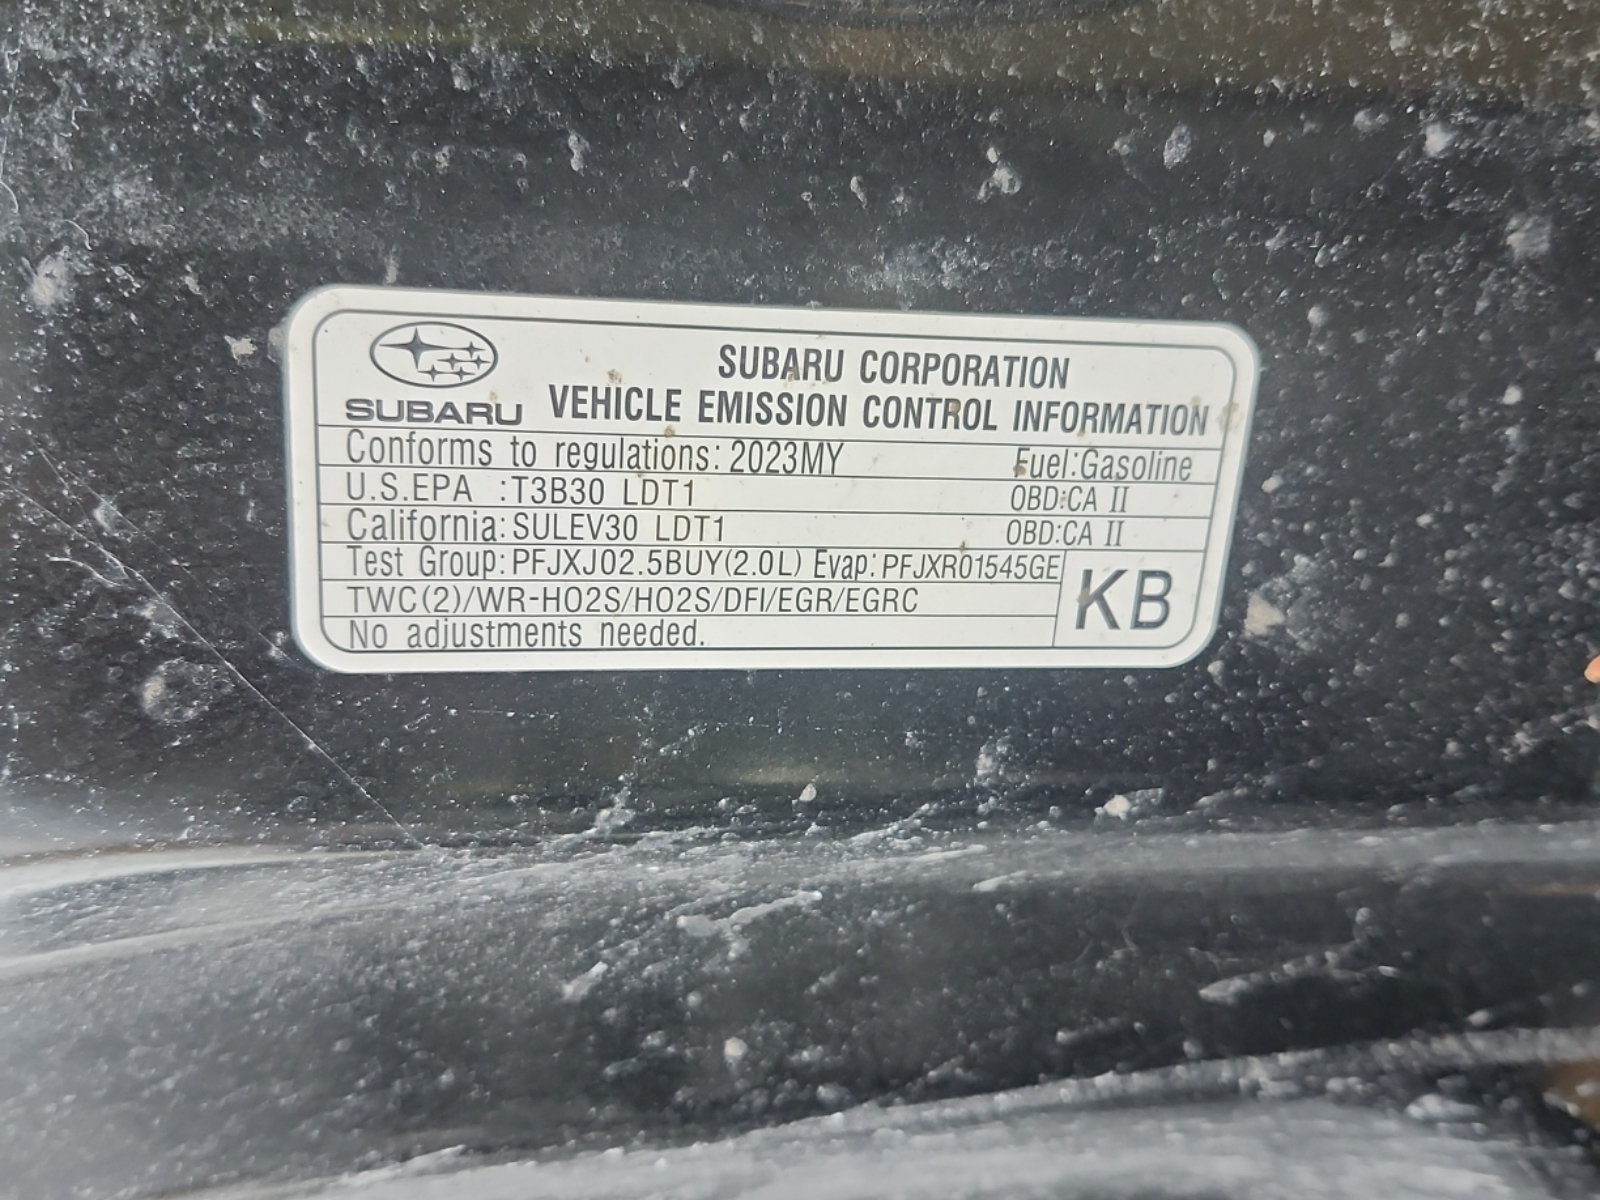 SUBARU CORPORATION
SUBARU VEHICLE EMISSION CONTROL INFORMATION
Conforms to regulations: 2023MY Fuel:Gasoline
U.S.EPA :T3B30 LDT1 OBD:CA II
California:SULEV30 LDT1 OBD:CA II
Test Group:PFJXJ02.5BUY(2.0L) Evap:PFJXR01545GE
TWC(2)/WR-HO2S/HO2S/DFI/EGR/EGRC
KB
No adjustments needed.